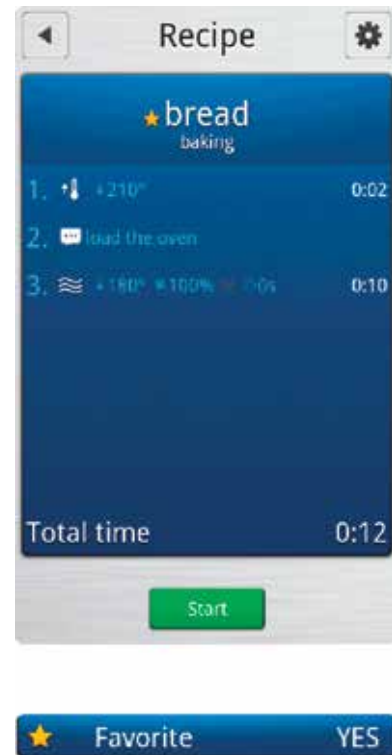 Recipe
bread
baking
1. +210° 0:02
2. load the oven
3. +180° 100% 0s 0:10
Total time 0:12
Start
Favorite YES